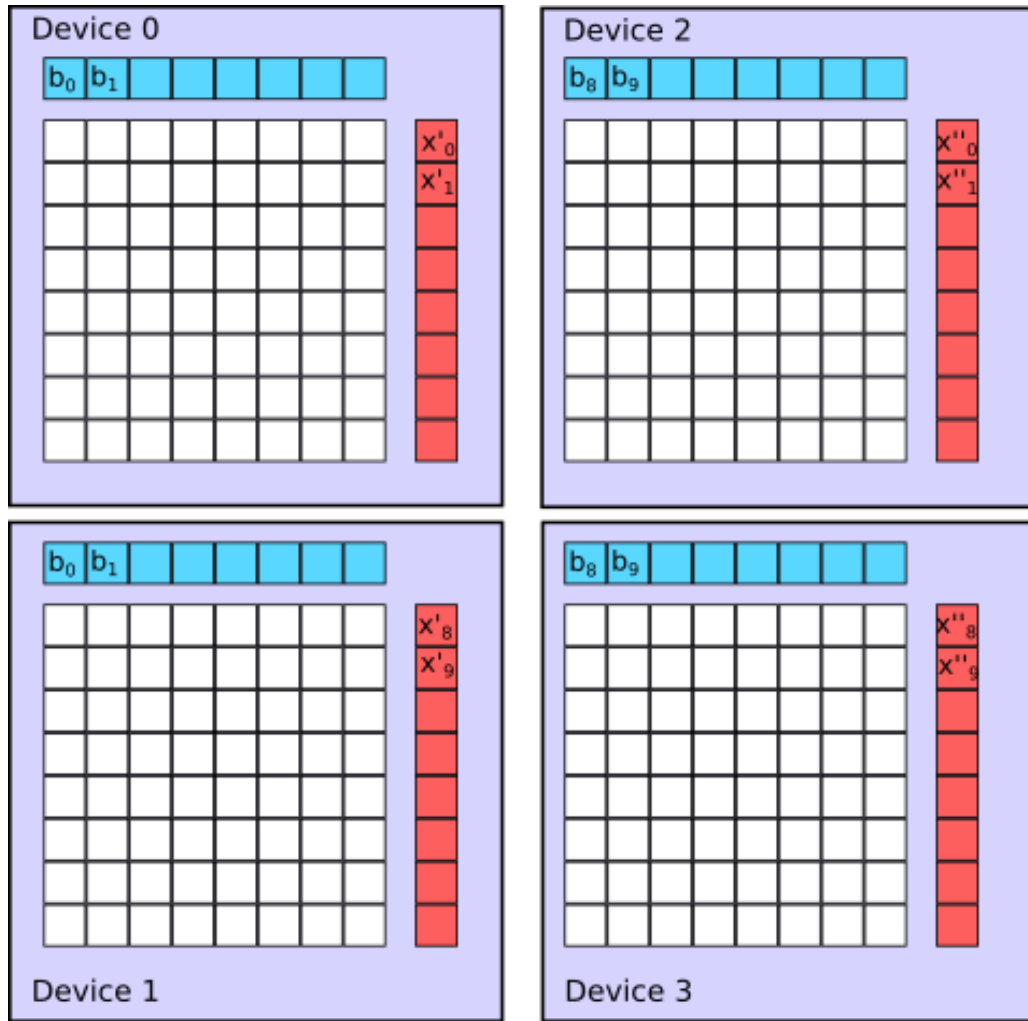 Device 0
b₀ b₁
x'₀
x'₁
Device 2
b₈ b₉
x''₀
x''₁
b₀ b₁
x'₈
x'₉
Device 1
b₈ b₉
x''₈
x''₉
Device 3